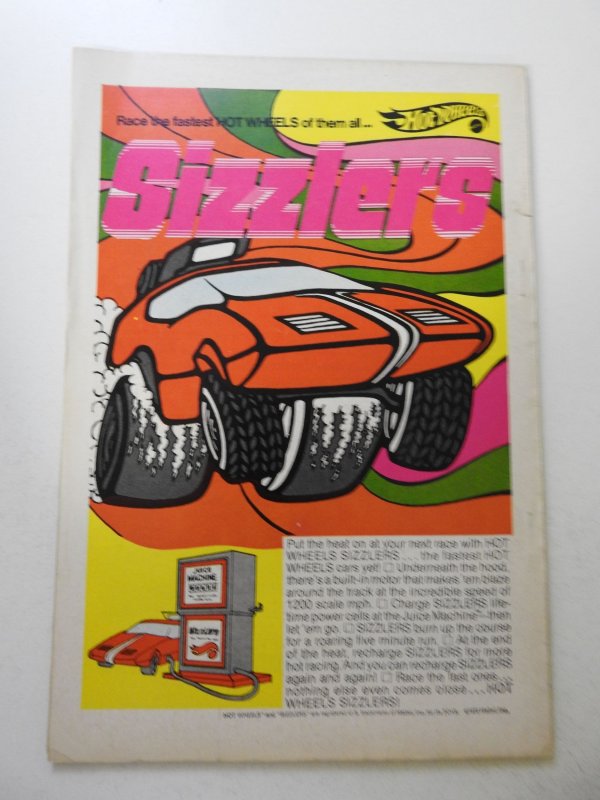 Race the fastest HOT WHEELS of them all...
Hot Wheels
Sizzlers
Put the heat on at your next race with HOT
WHEELS SIZZLERS... the fastest HOT
WHEELS cars yet! □ Underneath the hood,
there's a built-in motor that makes 'em blaze
around the track at the incredible speed of
1200 scale mph. □ Charge SIZZLERS life-
time power cells at the Juice Machine—then
let 'em go. □ SIZZLERS burn up the course
for a roaring five minute run. □ At the end
of the heat, recharge SIZZLERS for more
hot racing. And you can recharge SIZZLERS
again and again! □ Race the fast ones...
nothing else even comes close...HOT
WHEELS SIZZLERS!
JUICE
MACHINE